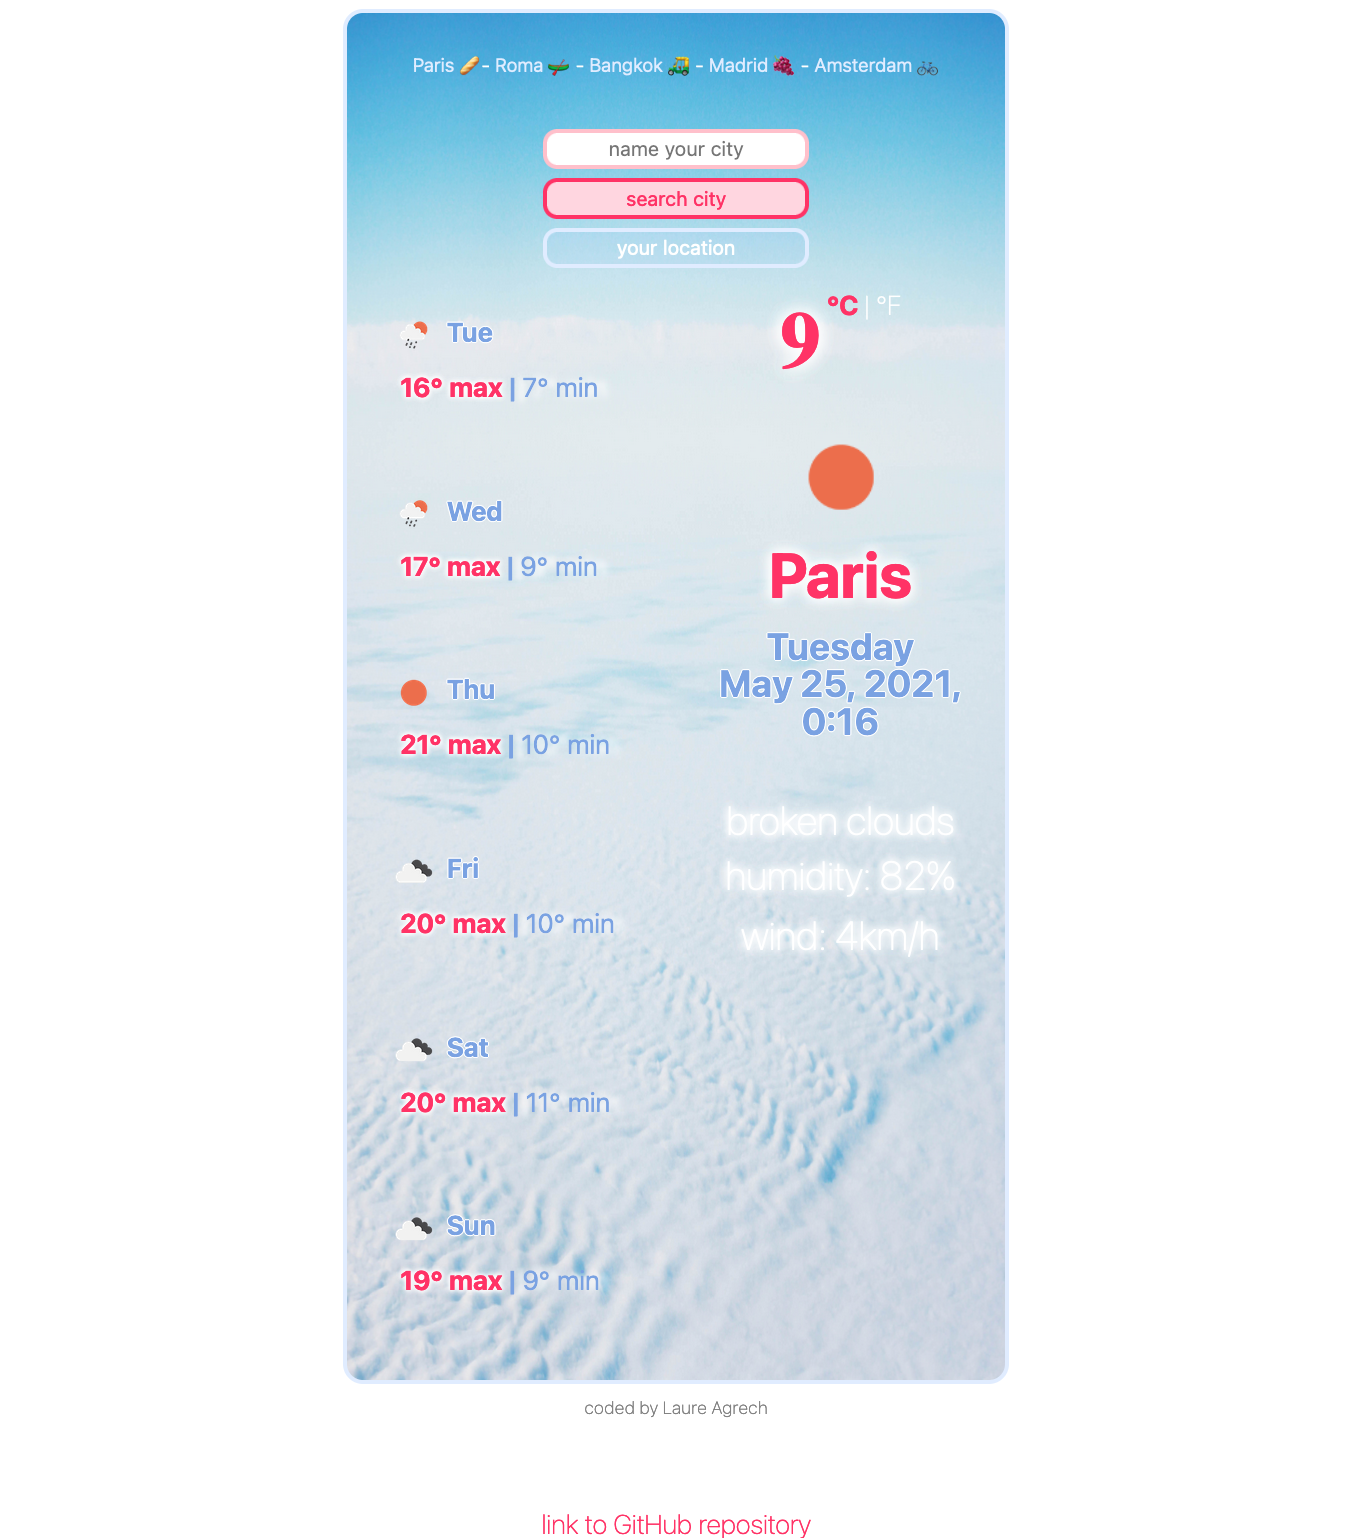 Paris 🥖 - Roma 🛶 - Bangkok 🛺 - Madrid 🍇 - Amsterdam 🚲
name your city
search city
your location
9 °C | °F
Paris
Tuesday
May 25, 2021,
0:16
broken clouds
humidity: 82%
wind: 4km/h
Tue
16° max | 7° min
Wed
17° max | 9° min
Thu
21° max | 10° min
Fri
20° max | 10° min
Sat
20° max | 11° min
Sun
19° max | 9° min
coded by Laure Agrech
link to GitHub repository